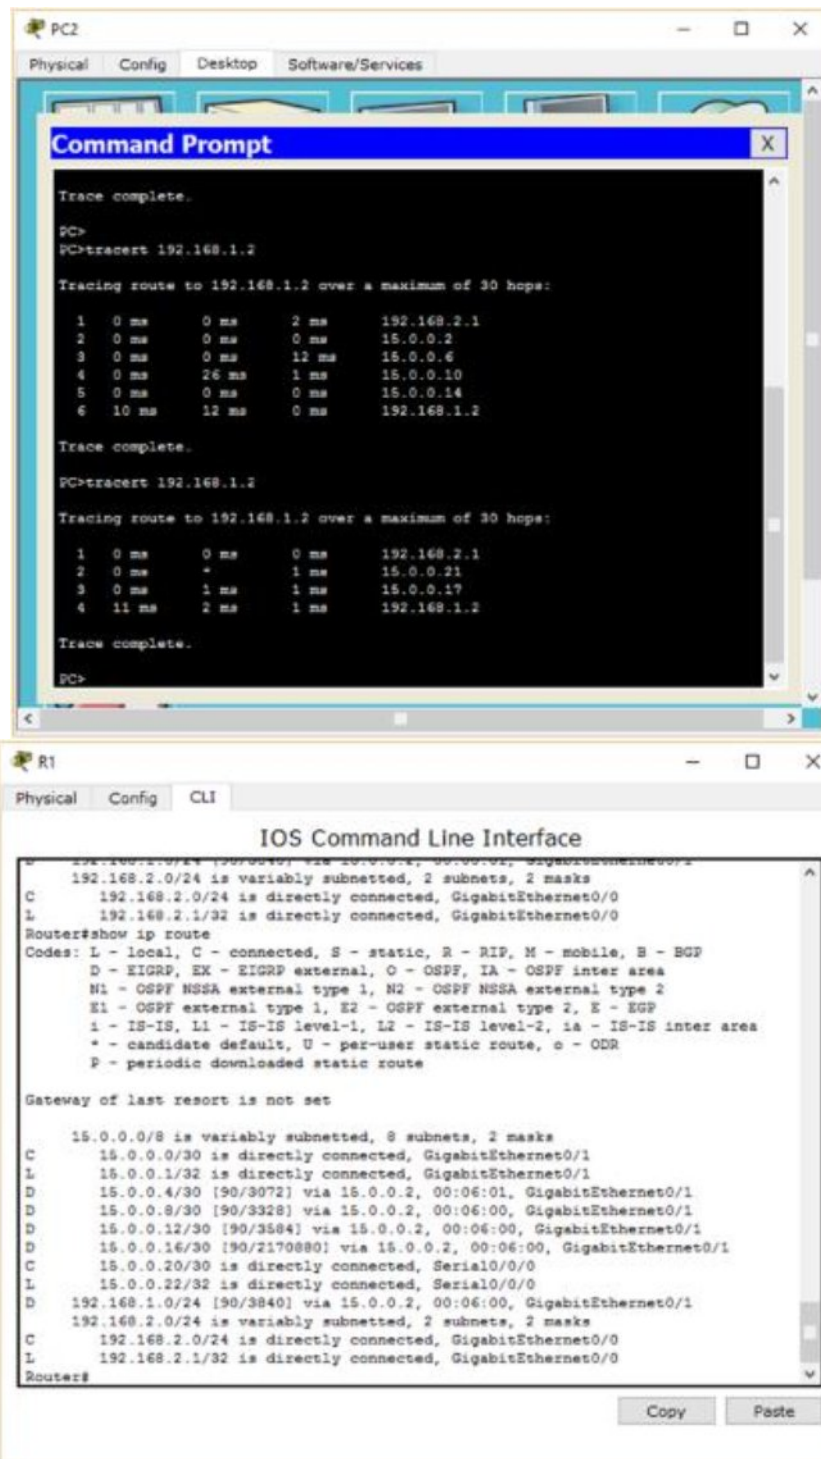 PC2
Physical Config Desktop Software/Services
Command Prompt X
Trace complete.
PC>
PC>tracert 192.168.1.2
Tracing route to 192.168.1.2 over a maximum of 30 hops:
1 0 ms 0 ms 2 ms 192.168.2.1
2 0 ms 0 ms 0 ms 15.0.0.2
3 0 ms 0 ms 12 ms 15.0.0.6
4 0 ms 26 ms 1 ms 15.0.0.10
5 0 ms 0 ms 0 ms 15.0.0.14
6 10 ms 12 ms 0 ms 192.168.1.2
Trace complete.
PC>tracert 192.168.1.2
Tracing route to 192.168.1.2 over a maximum of 30 hops:
1 0 ms 0 ms 0 ms 192.168.2.1
2 0 ms * 1 ms 15.0.0.21
3 0 ms 1 ms 1 ms 15.0.0.17
4 11 ms 2 ms 1 ms 192.168.1.2
Trace complete.
PC>
R1
Physical Config CLI
IOS Command Line Interface
D 192.168.1.0/24 [90/3840] via 15.0.0.2, 00:06:01, GigabitEthernet0/1
192.168.2.0/24 is variably subnetted, 2 subnets, 2 masks
C 192.168.2.0/24 is directly connected, GigabitEthernet0/0
L 192.168.2.1/32 is directly connected, GigabitEthernet0/0
Router#show ip route
Codes: L - local, C - connected, S - static, R - RIP, M - mobile, B - BGP
D - EIGRP, EX - EIGRP external, O - OSPF, IA - OSPF inter area
N1 - OSPF NSSA external type 1, N2 - OSPF NSSA external type 2
E1 - OSPF external type 1, E2 - OSPF external type 2, E - EGP
i - IS-IS, L1 - IS-IS level-1, L2 - IS-IS level-2, ia - IS-IS inter area
* - candidate default, U - per-user static route, o - ODR
P - periodic downloaded static route
Gateway of last resort is not set
15.0.0.0/8 is variably subnetted, 8 subnets, 2 masks
C 15.0.0.0/30 is directly connected, GigabitEthernet0/1
L 15.0.0.1/32 is directly connected, GigabitEthernet0/1
D 15.0.0.4/30 [90/3072] via 15.0.0.2, 00:06:01, GigabitEthernet0/1
D 15.0.0.8/30 [90/3328] via 15.0.0.2, 00:06:00, GigabitEthernet0/1
D 15.0.0.12/30 [90/3584] via 15.0.0.2, 00:06:00, GigabitEthernet0/1
D 15.0.0.16/30 [90/2170880] via 15.0.0.2, 00:06:00, GigabitEthernet0/1
C 15.0.0.20/30 is directly connected, Serial0/0/0
L 15.0.0.22/32 is directly connected, Serial0/0/0
D 192.168.1.0/24 [90/3840] via 15.0.0.2, 00:06:00, GigabitEthernet0/1
192.168.2.0/24 is variably subnetted, 2 subnets, 2 masks
C 192.168.2.0/24 is directly connected, GigabitEthernet0/0
L 192.168.2.1/32 is directly connected, GigabitEthernet0/0
Router#
Copy Paste